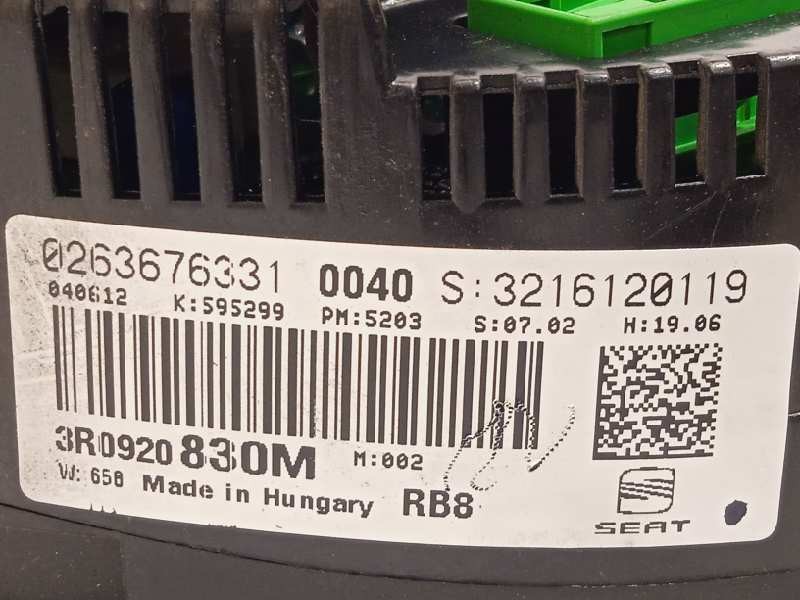 0263676331 0040 S:3216120119
040612 K:595299 PM:5203 S:07.02 H:19.06
3R0920 830M M:002
W: 650 Made in Hungary RB8
SEAT